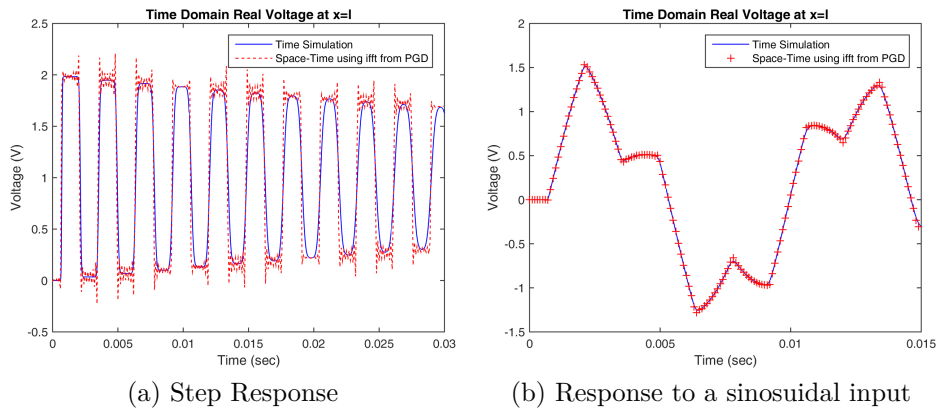 Time Domain Real Voltage at x=l
Time Simulation
Space-Time using ifft from PGD
Voltage (V)
2.5
2
1.5
1
0.5
0
-0.5
0
0.005
0.01
0.015
0.02
0.025
0.03
Time (sec)
(a) Step Response
Time Domain Real Voltage at x=l
Time Simulation
Space-Time using ifft from PGD
Voltage (V)
1.5
1
0.5
0
-0.5
-1
-1.5
0
0.005
0.01
0.015
Time (sec)
(b) Response to a sinosuidal input